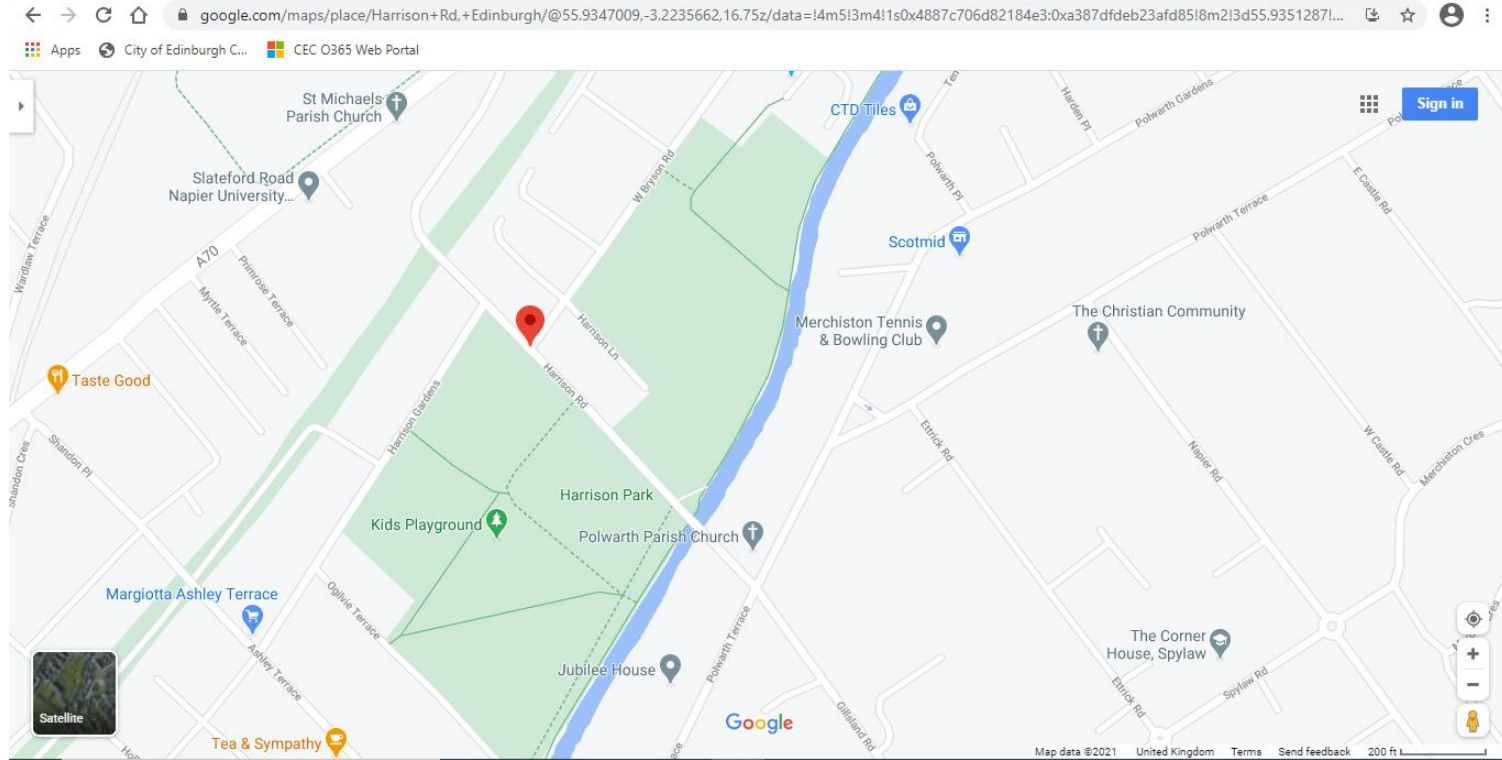 google.com/maps/place/Harrison+Rd,+Edinburgh/@55.9347009,-3.2235662,16.75z/data=!4m5!3m4!1s0x4887c706d82184e3:0xa387dfdeb23afd85!8m2!3d55.9351287!...
Apps
City of Edinburgh C...
CEC O365 Web Portal
St Michaels
Parish Church
CTD Tiles
Harden Pl
Polwarth Gardens
Sign in
Slateford Road
Napier University...
W Bryson Rd
Polwarth Pl
E Castle Rd
Polwarth Terrace
Wardlaw Terrace
A70
Primrose Terrace
Myrtle Terrace
Scotmid
Harrison Ln
Merchiston Tennis
& Bowling Club
The Christian Community
Taste Good
Harrison Rd
Harrison Gardens
Shandon Pl
Shandon Cres
Ettrick Rd
Napier Rd
W Castle Rd
Merchiston Cres
Harrison Park
Kids Playground
Polwarth Parish Church
Margiotta Ashley Terrace
Ogilvie Terrace
Ashley Terrace
Polwarth Terrace
Jubilee House
The Corner
House, Spylaw
Ettrick Rd
Spylaw Rd
Gillsland Rd
Satellite
Tea & Sympathy
Google
Map data ©2021
United Kingdom
Terms
Send feedback
200 ft